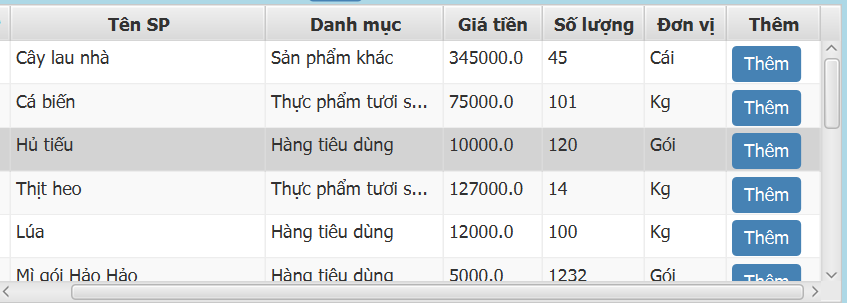 Tên SP Danh mục Giá tiền Số lượng Đơn vị Thêm
Cây lau nhà Sản phẩm khác 345000.0 45 Cái Thêm
Cá biến Thực phẩm tươi s... 75000.0 101 Kg Thêm
Hủ tiếu Hàng tiêu dùng 10000.0 120 Gói Thêm
Thịt heo Thực phẩm tươi s... 127000.0 14 Kg Thêm
Lúa Hàng tiêu dùng 12000.0 100 Kg Thêm
Mì gói Hảo Hảo Hàng tiêu dùng 5000.0 1232 Gói Thêm